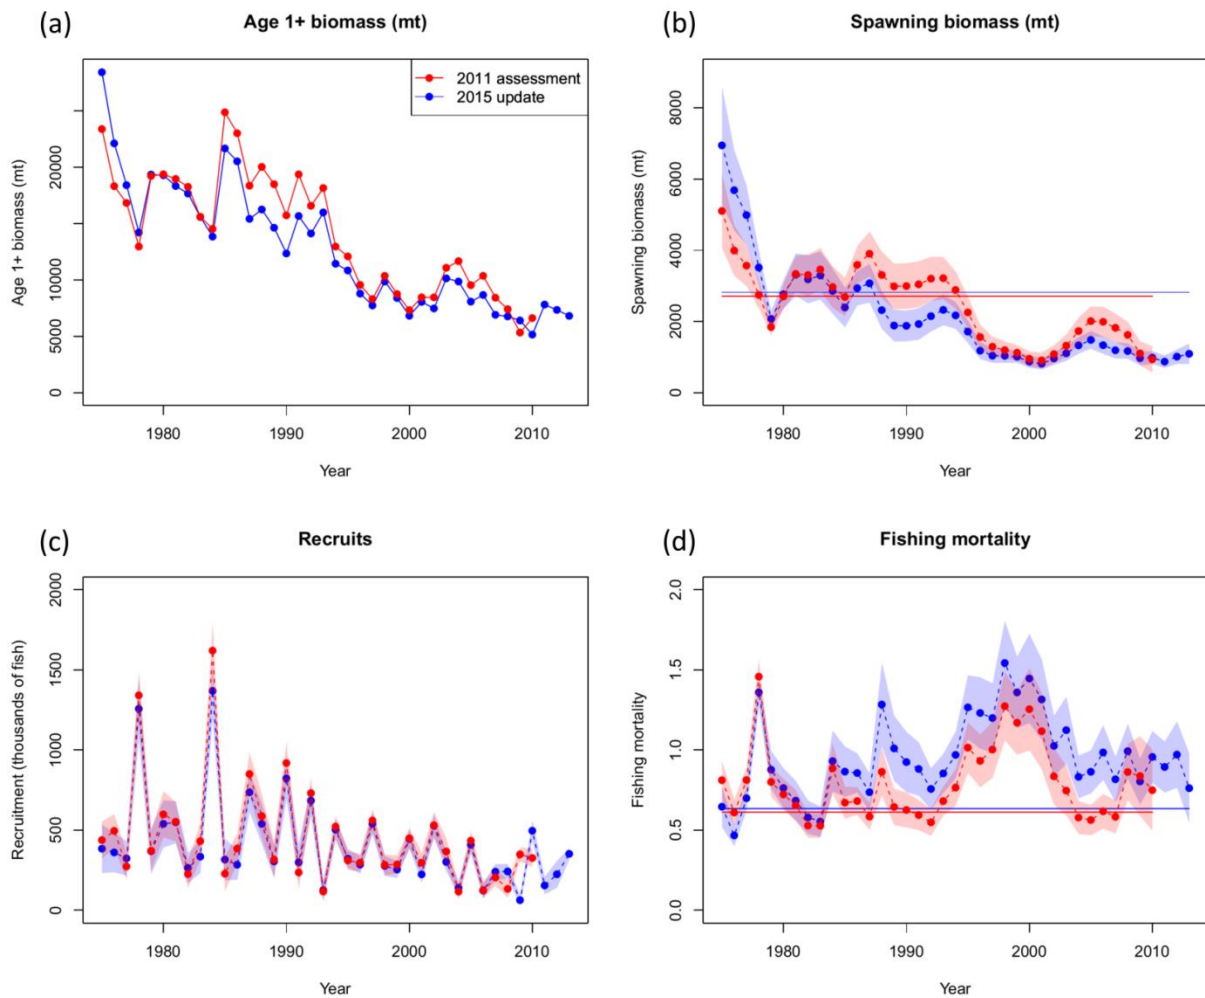 (a)
Age 1+ biomass (mt)
2011 assessment
2015 update
Age 1+ biomass (mt)
0
5000
10000
20000
1980
1990
2000
2010
Year
(b)
Spawning biomass (mt)
Spawning biomass (mt)
0
2000
4000
6000
8000
1980
1990
2000
2010
Year
(c)
Recruits
Recruitment (thousands of fish)
0
500
1000
1500
2000
1980
1990
2000
2010
Year
(d)
Fishing mortality
Fishing mortality
0.0
0.5
1.0
1.5
2.0
1980
1990
2000
2010
Year